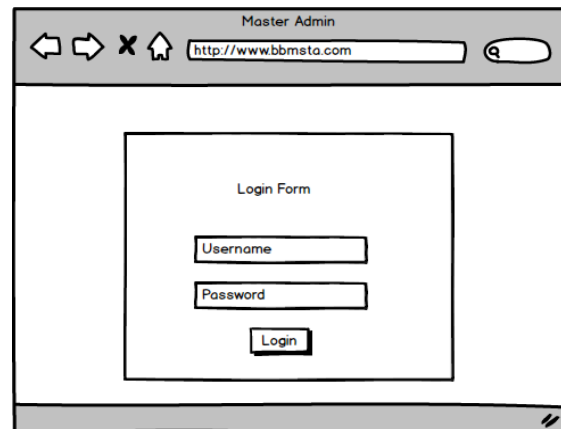 Master Admin
http://www.bbmsta.com
Login Form
Username
Password
Login